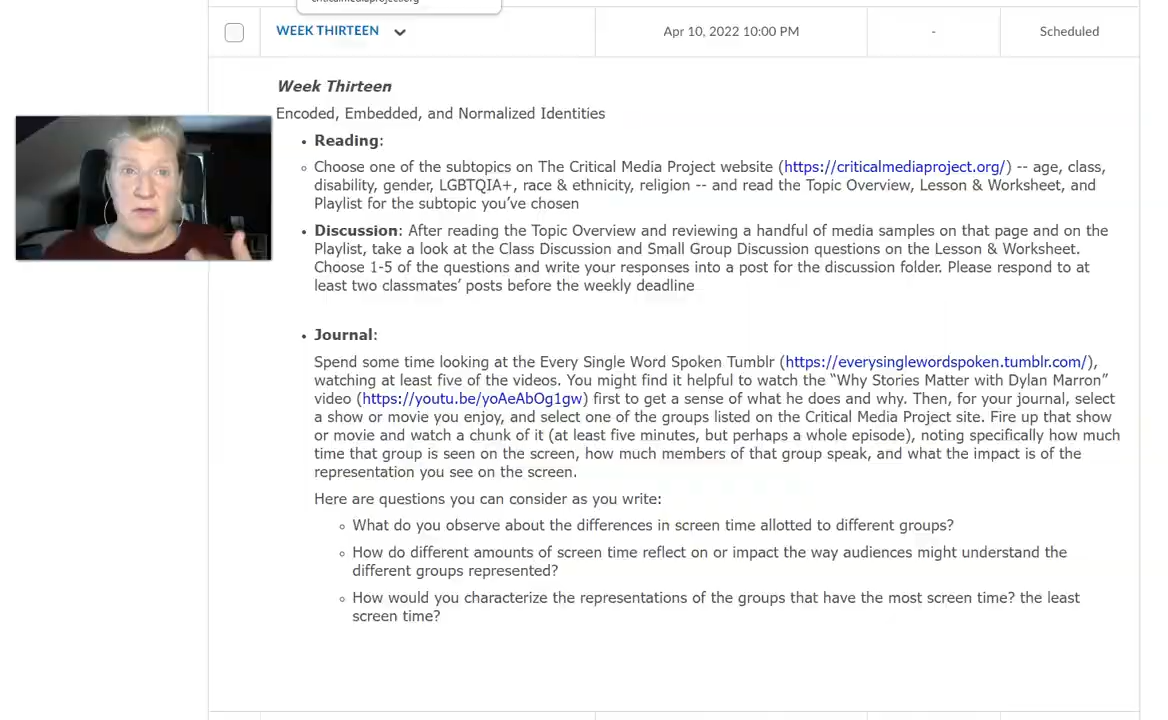 criticalmediaproject.org
WEEK THIRTEEN
Apr 10, 2022 10:00 PM
-
Scheduled
Week Thirteen
Encoded, Embedded, and Normalized Identities
• Reading:
◦ Choose one of the subtopics on The Critical Media Project website (https://criticalmediaproject.org/) -- age, class,
disability, gender, LGBTQIA+, race & ethnicity, religion -- and read the Topic Overview, Lesson & Worksheet, and
Playlist for the subtopic you’ve chosen
• Discussion: After reading the Topic Overview and reviewing a handful of media samples on that page and on the
Playlist, take a look at the Class Discussion and Small Group Discussion questions on the Lesson & Worksheet.
Choose 1-5 of the questions and write your responses into a post for the discussion folder. Please respond to at
least two classmates’ posts before the weekly deadline
• Journal:
Spend some time looking at the Every Single Word Spoken Tumblr (https://everysinglewordspoken.tumblr.com/),
watching at least five of the videos. You might find it helpful to watch the “Why Stories Matter with Dylan Marron”
video (https://youtu.be/yoAeAbOg1gw) first to get a sense of what he does and why. Then, for your journal, select
a show or movie you enjoy, and select one of the groups listed on the Critical Media Project site. Fire up that show
or movie and watch a chunk of it (at least five minutes, but perhaps a whole episode), noting specifically how much
time that group is seen on the screen, how much members of that group speak, and what the impact is of the
representation you see on the screen.
Here are questions you can consider as you write:
◦ What do you observe about the differences in screen time allotted to different groups?
◦ How do different amounts of screen time reflect on or impact the way audiences might understand the
different groups represented?
◦ How would you characterize the representations of the groups that have the most screen time? the least
screen time?